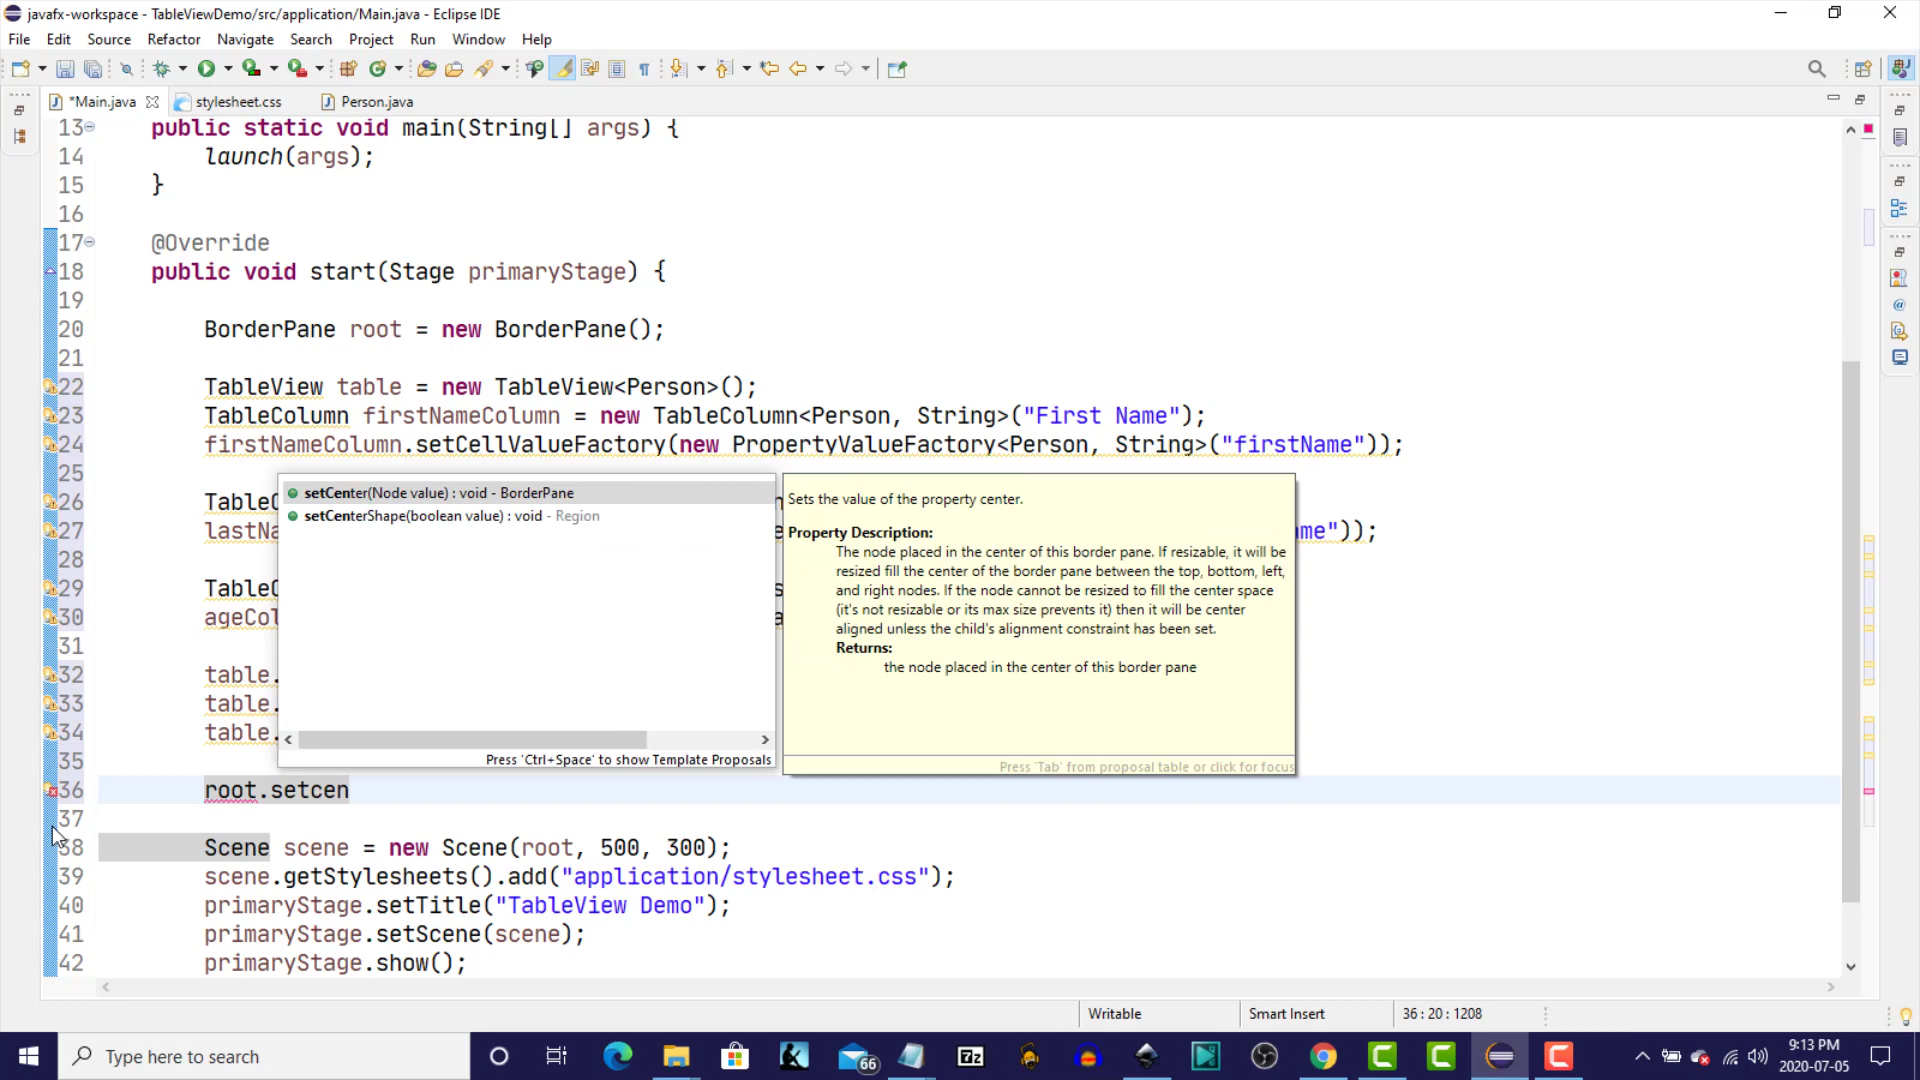 javafx-workspace - TableViewDemo/src/application/Main.java - Eclipse IDE
File Edit Source Refactor Navigate Search Project Run Window Help
*Main.java stylesheet.css Person.java
13 public static void main(String[] args) {
14 launch(args);
15 }
16
17 @Override
18 public void start(Stage primaryStage) {
19
20 BorderPane root = new BorderPane();
21
22 TableView table = new TableView<Person>();
23 TableColumn firstNameColumn = new TableColumn<Person, String>("First Name");
24 firstNameColumn.setCellValueFactory(new PropertyValueFactory<Person, String>("firstName"));
25
setCenter(Node value) : void - BorderPane
setCenterShape(boolean value) : void - Region
Press 'Ctrl+Space' to show Template Proposals
Sets the value of the property center.
Property Description:
The node placed in the center of this border pane. If resizable, it will be
resized fill the center of the border pane between the top, bottom, left,
and right nodes. If the node cannot be resized to fill the center space
(it's not resizable or its max size prevents it) then it will be center
aligned unless the child's alignment constraint has been set.
Returns:
the node placed in the center of this border pane
Press 'Tab' from proposal table or click for focus
26 TableC
27 lastNa me"));
28
29 TableC
30 ageCol
31
32 table.
33 table.
34 table.
35
36 root.setcen
37
38 Scene scene = new Scene(root, 500, 300);
39 scene.getStylesheets().add("application/stylesheet.css");
40 primaryStage.setTitle("TableView Demo");
41 primaryStage.setScene(scene);
42 primaryStage.show();
Writable Smart Insert 36 : 20 : 1208
Type here to search
66
7z
9:13 PM
2020-07-05